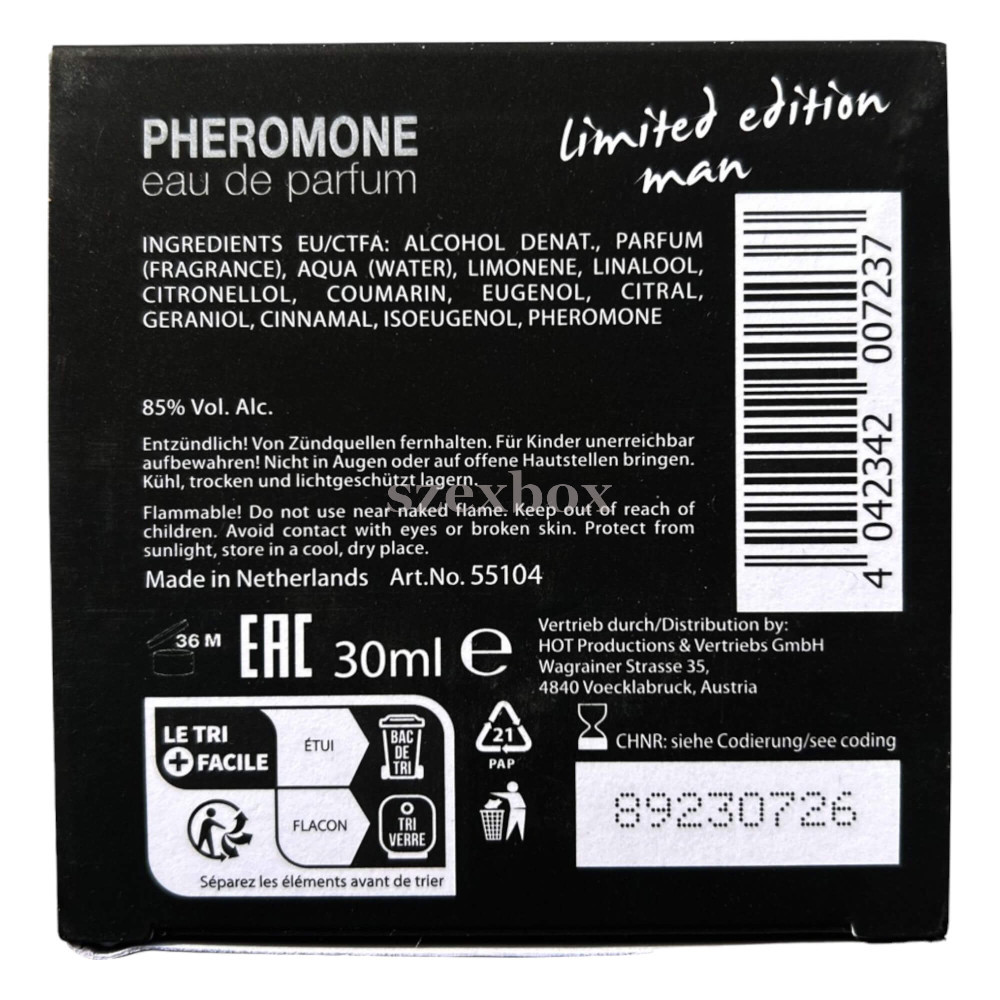 PHEROMONE
eau de parfum
limited edition
man
INGREDIENTS EU/CTFA: ALCOHOL DENAT., PARFUM
(FRAGRANCE), AQUA (WATER), LIMONENE, LINALOOL,
CITRONELLOL, COUMARIN, EUGENOL, CITRAL,
GERANIOL, CINNAMAL, ISOEUGENOL, PHEROMONE
85% Vol. Alc.
Entzündlich! Von Zündquellen fernhalten. Für Kinder unerreichbar
aufbewahren! Nicht in Augen oder auf offene Hautstellen bringen.
Kühl, trocken und lichtgeschützt lagern.
szexbox
Flammable! Do not use near naked flame. Keep out of reach of
children. Avoid contact with eyes or broken skin. Protect from
sunlight, store in a cool, dry place.
Made in Netherlands Art.No. 55104
4 042342 007237
36 M
EAC
30ml e
Vertrieb durch/Distribution by:
HOT Productions & Vertriebs GmbH
Wagrainer Strasse 35,
4840 Voecklabruck, Austria
LE TRI
+ FACILE
ÉTUI
BAC
DE
TRI
FLACON
TRI
VERRE
Séparez les éléments avant de trier
21
PAP
CHNR: siehe Codierung/see coding
89230726